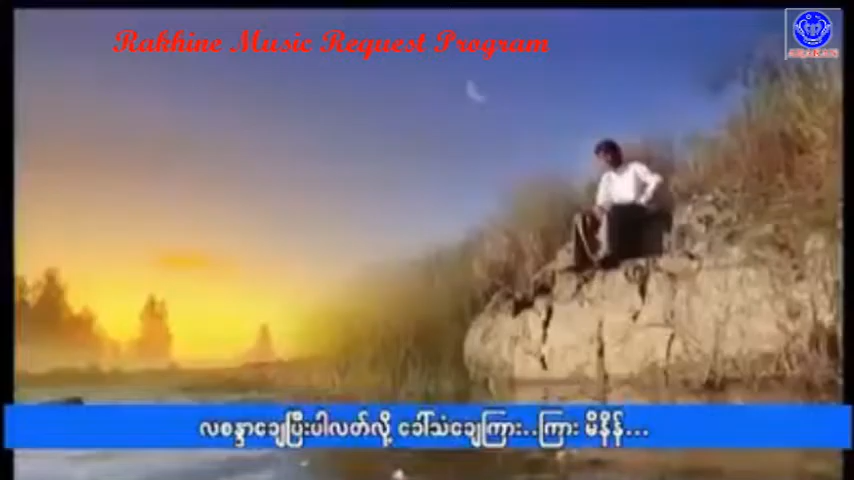 Rakhine Music Request Program
လစန္ဒာချေပြီးပါလတ်လို့ ခေါ်သံချေကြား..ကြား မိနိန်...